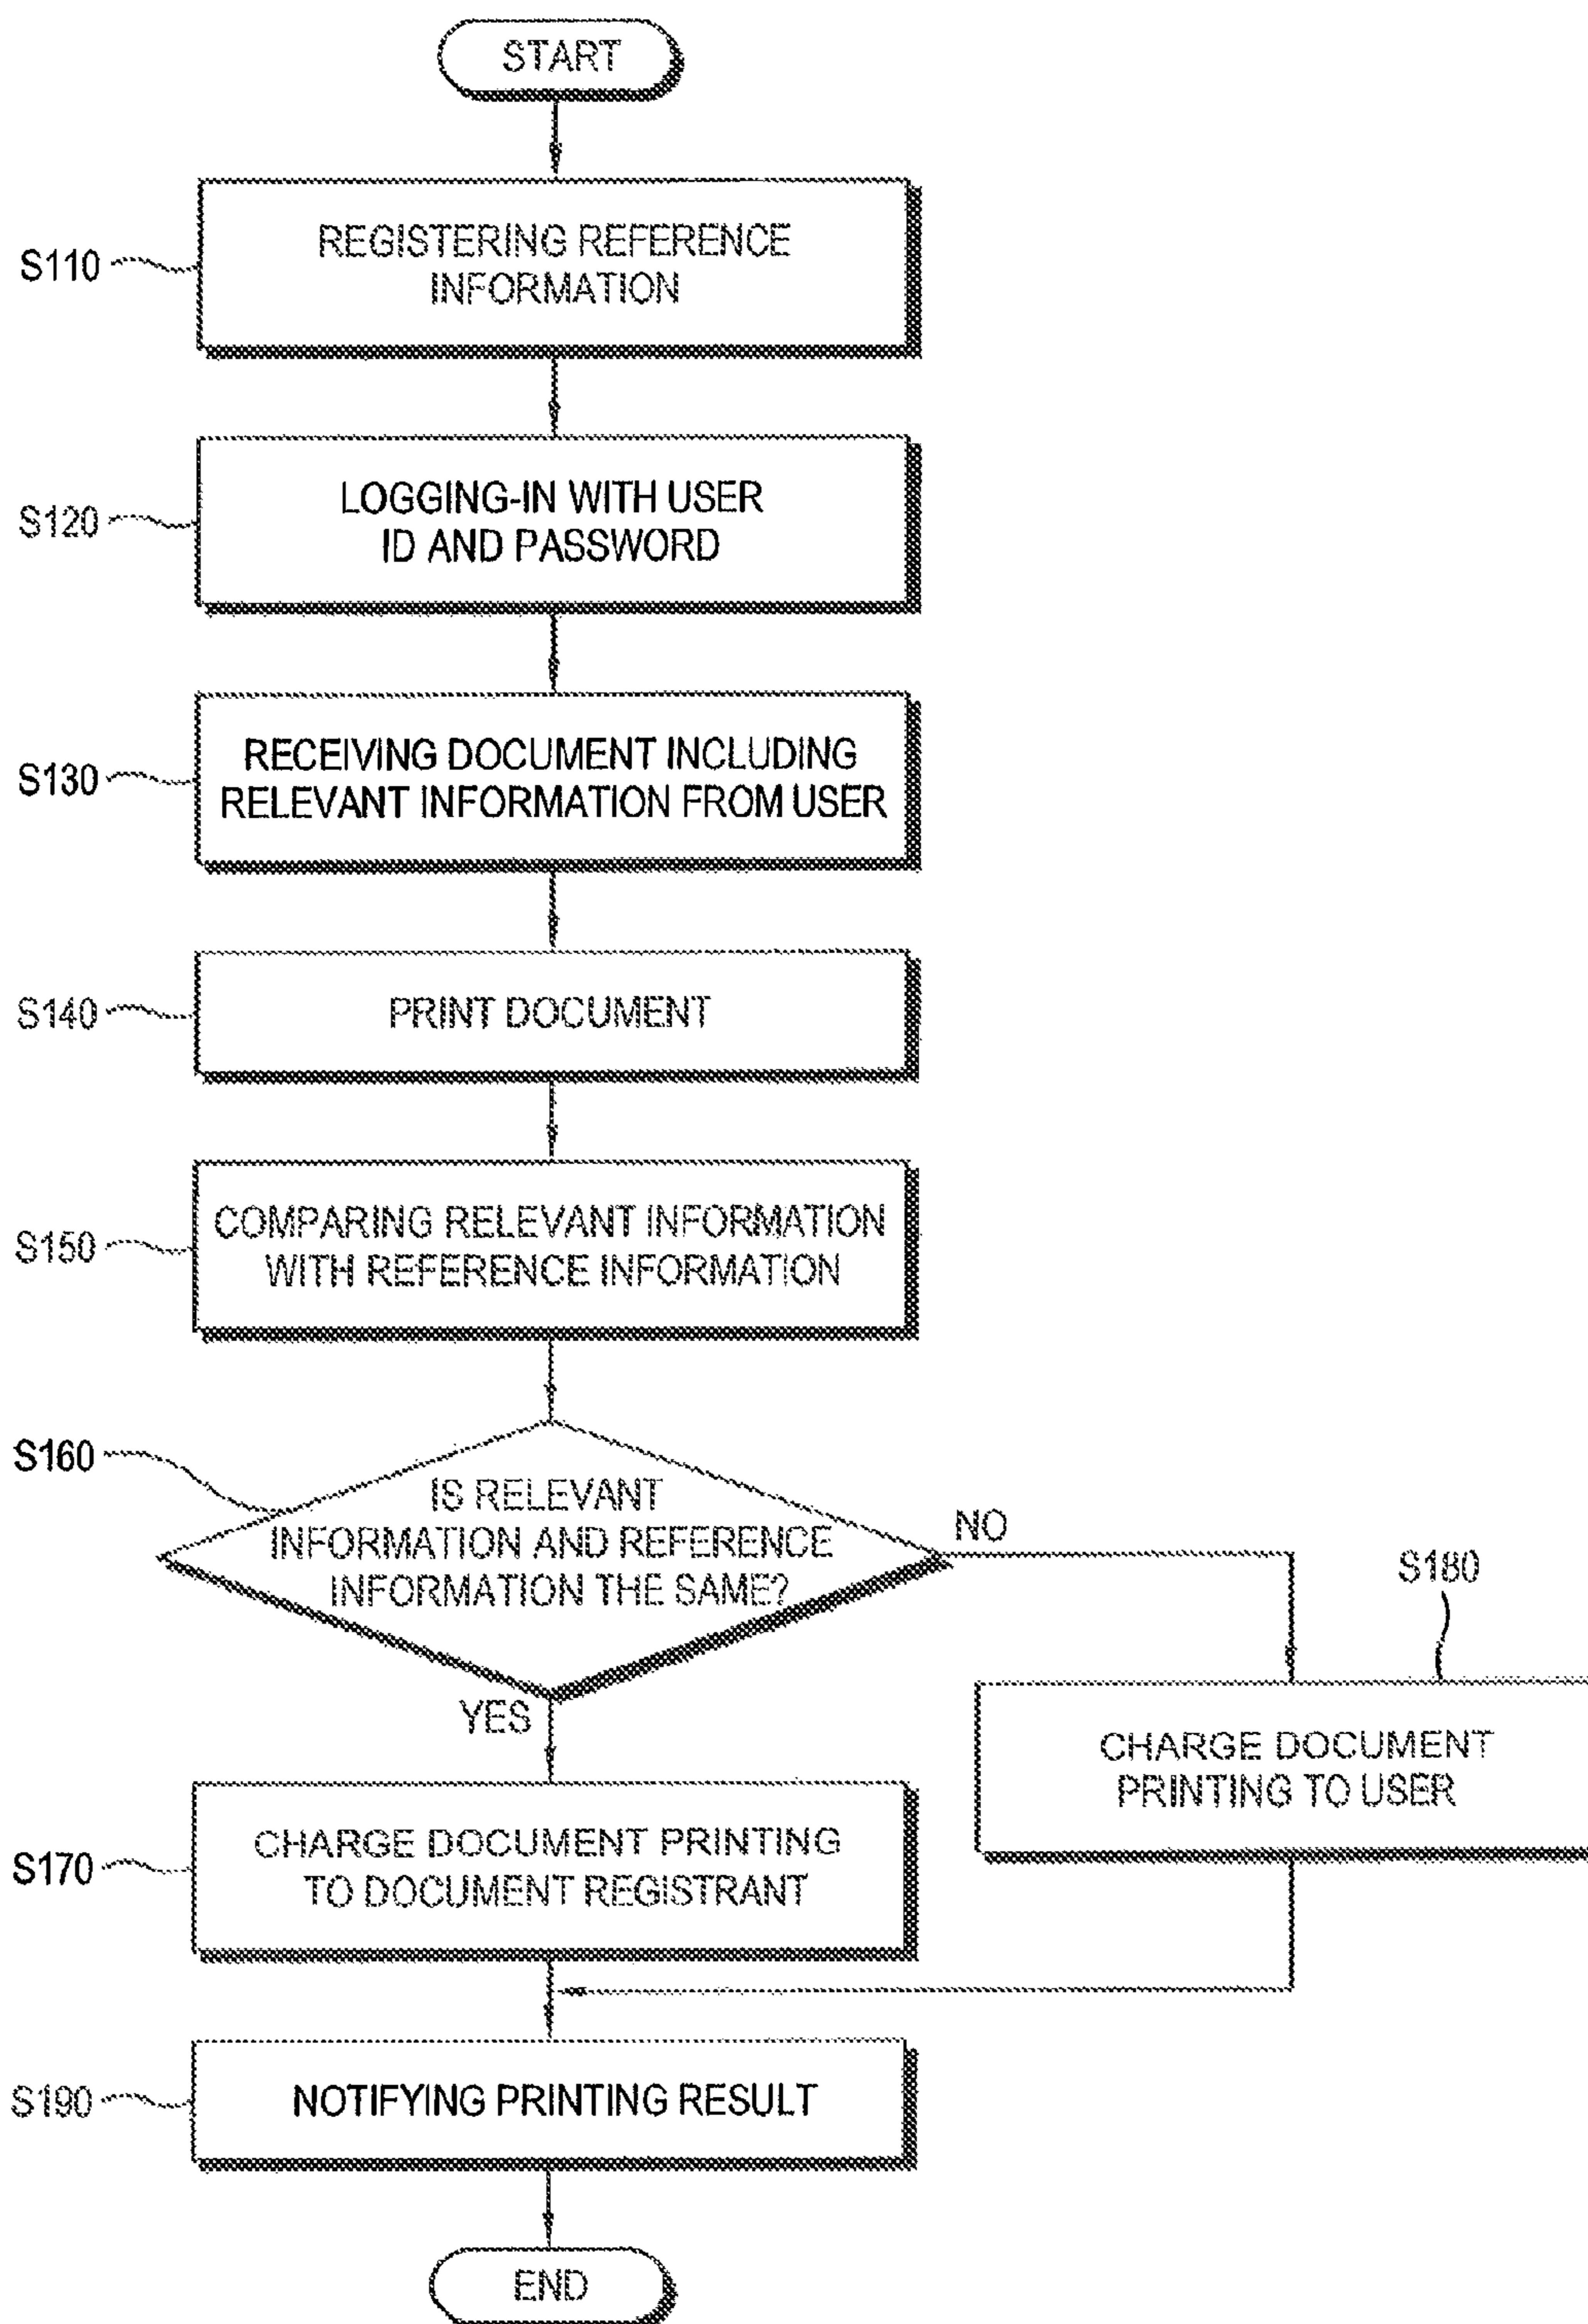 START
S110
REGISTERING REFERENCE
INFORMATION
S120
LOGGING-IN WITH USER
ID AND PASSWORD
S130
RECEIVING DOCUMENT INCLUDING
RELEVANT INFORMATION FROM USER
S140
PRINT DOCUMENT
S150
COMPARING RELEVANT INFORMATION
WITH REFERENCE INFORMATION
S160
IS RELEVANT
INFORMATION AND REFERENCE
INFORMATION THE SAME?
NO
YES
S180
CHARGE DOCUMENT
PRINTING TO USER
S170
CHARGE DOCUMENT PRINTING
TO DOCUMENT REGISTRANT
S190
NOTIFYING PRINTING RESULT
END